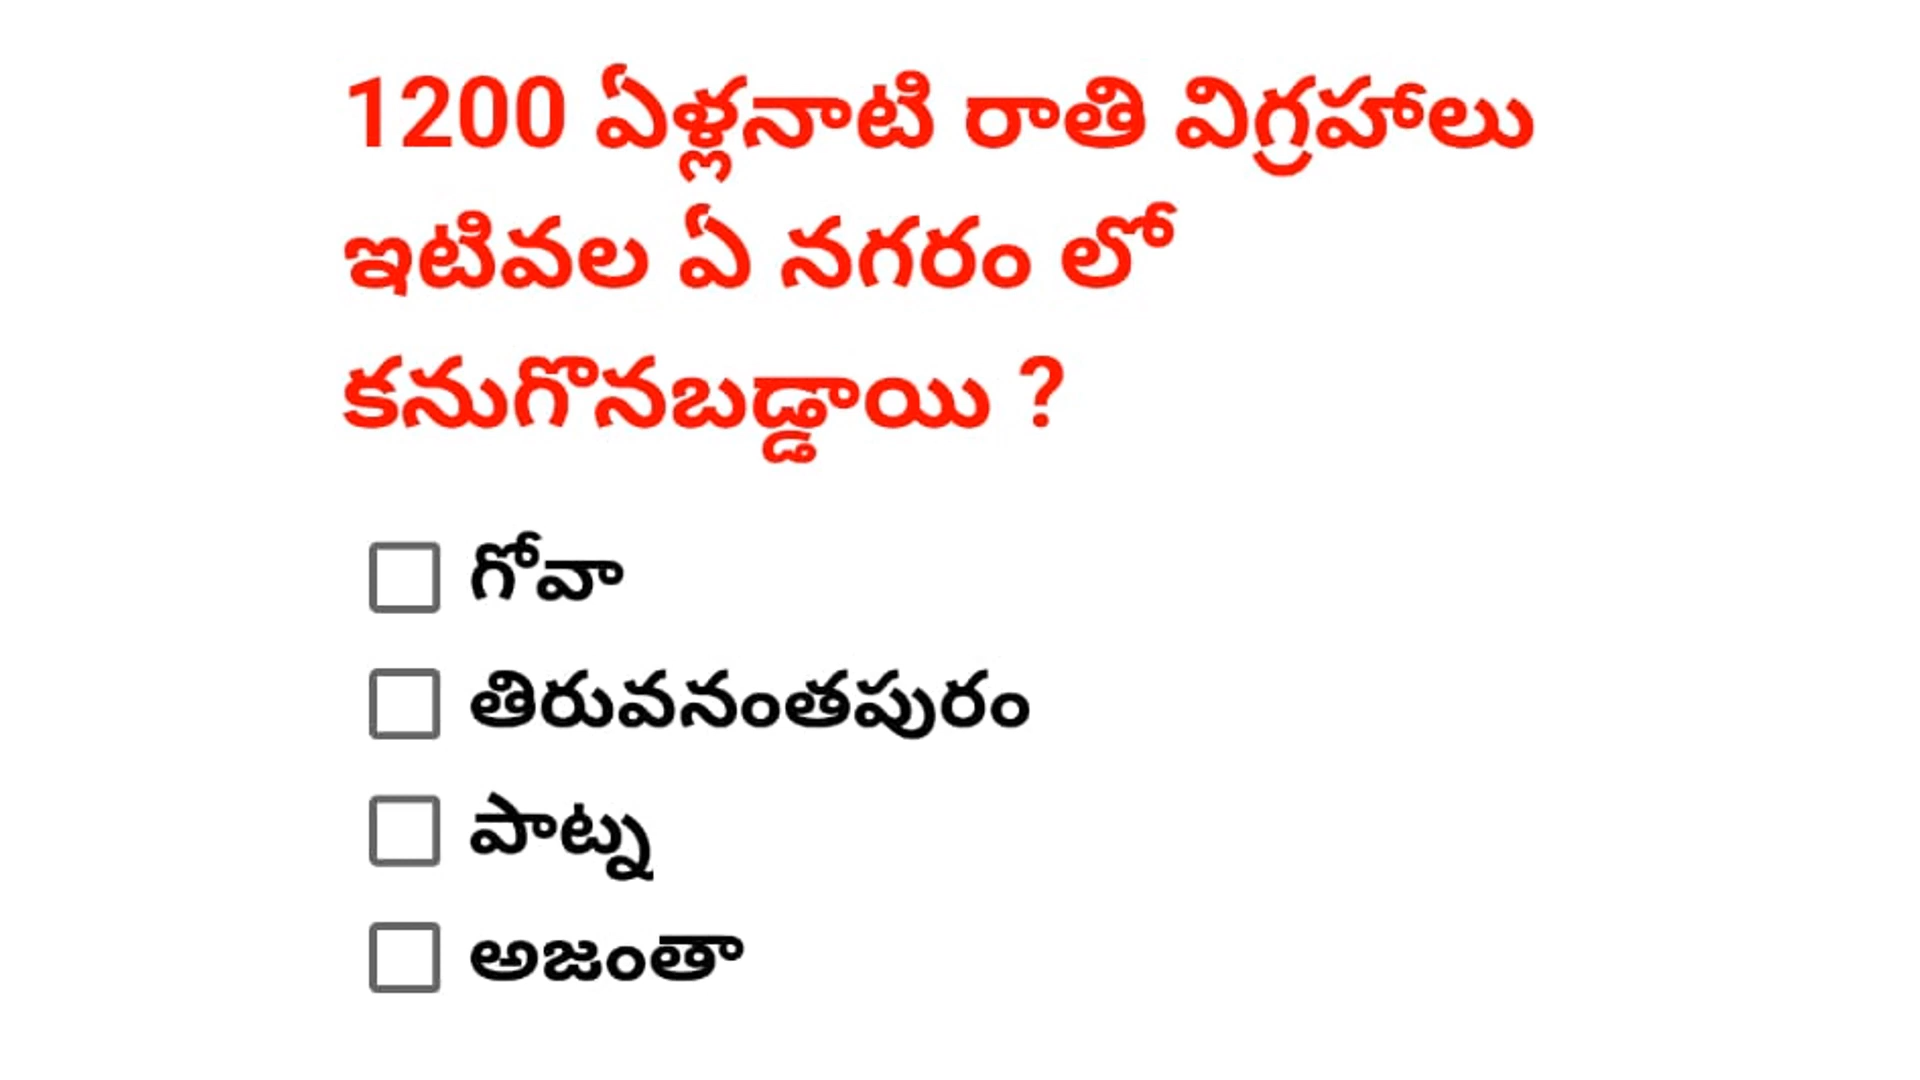 1200 ఏళ్లనాటి రాతి విగ్రహాలు
ఇటివల ఏ నగరం లో
కనుగొనబడ్డాయి ?
గోవా
తిరువనంతపురం
పాట్న
అజంతా